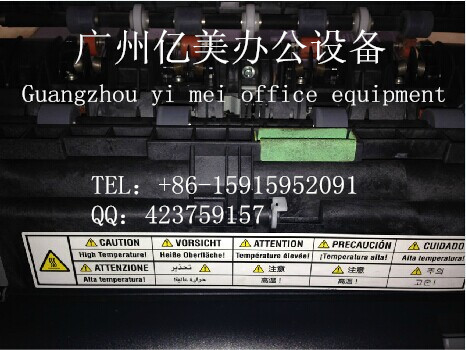 广州亿美办公设备
Guangzhou yi mei office equipment
TEL：+86-15915952091
QQ：423759157
CAUTION VORSICHT ATTENTION PRECAUCIÓN CUIDADO
High Temperature! Heiße Oberfläche! Température élevée! ¡Temperatura alta! Alta temperatura!
ATTENZIONE تحذير 注意 注意 주의
Alta temperatura! 高温! 高温! 고온!